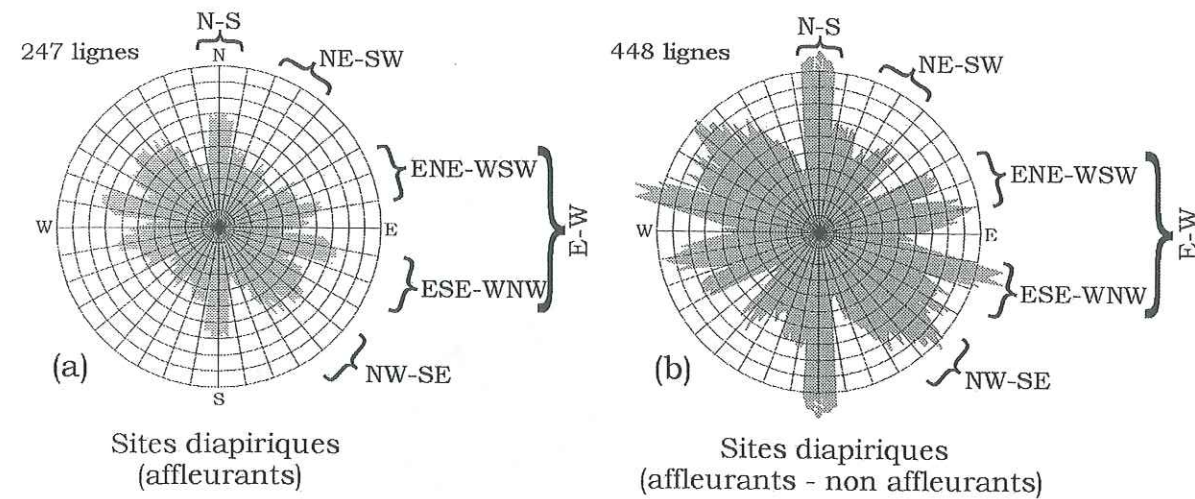 247 lignes
N-S
N
NE-SW
ENE-WSW
E-W
W
E
ESE-WNW
NW-SE
S
(a)
Sites diapiriques
(affleurants)
448 lignes
N-S
NE-SW
ENE-WSW
E-W
W
E
ESE-WNW
NW-SE
(b)
Sites diapiriques
(affleurants - non affleurants)